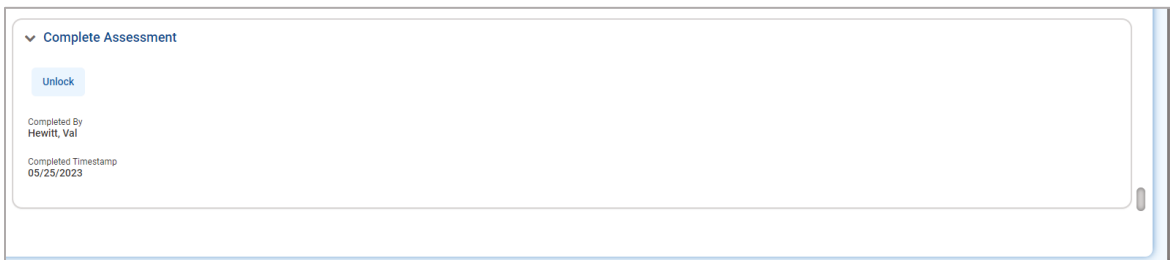 Complete Assessment
Unlock
Completed By
Hewitt, Val
Completed Timestamp
05/25/2023